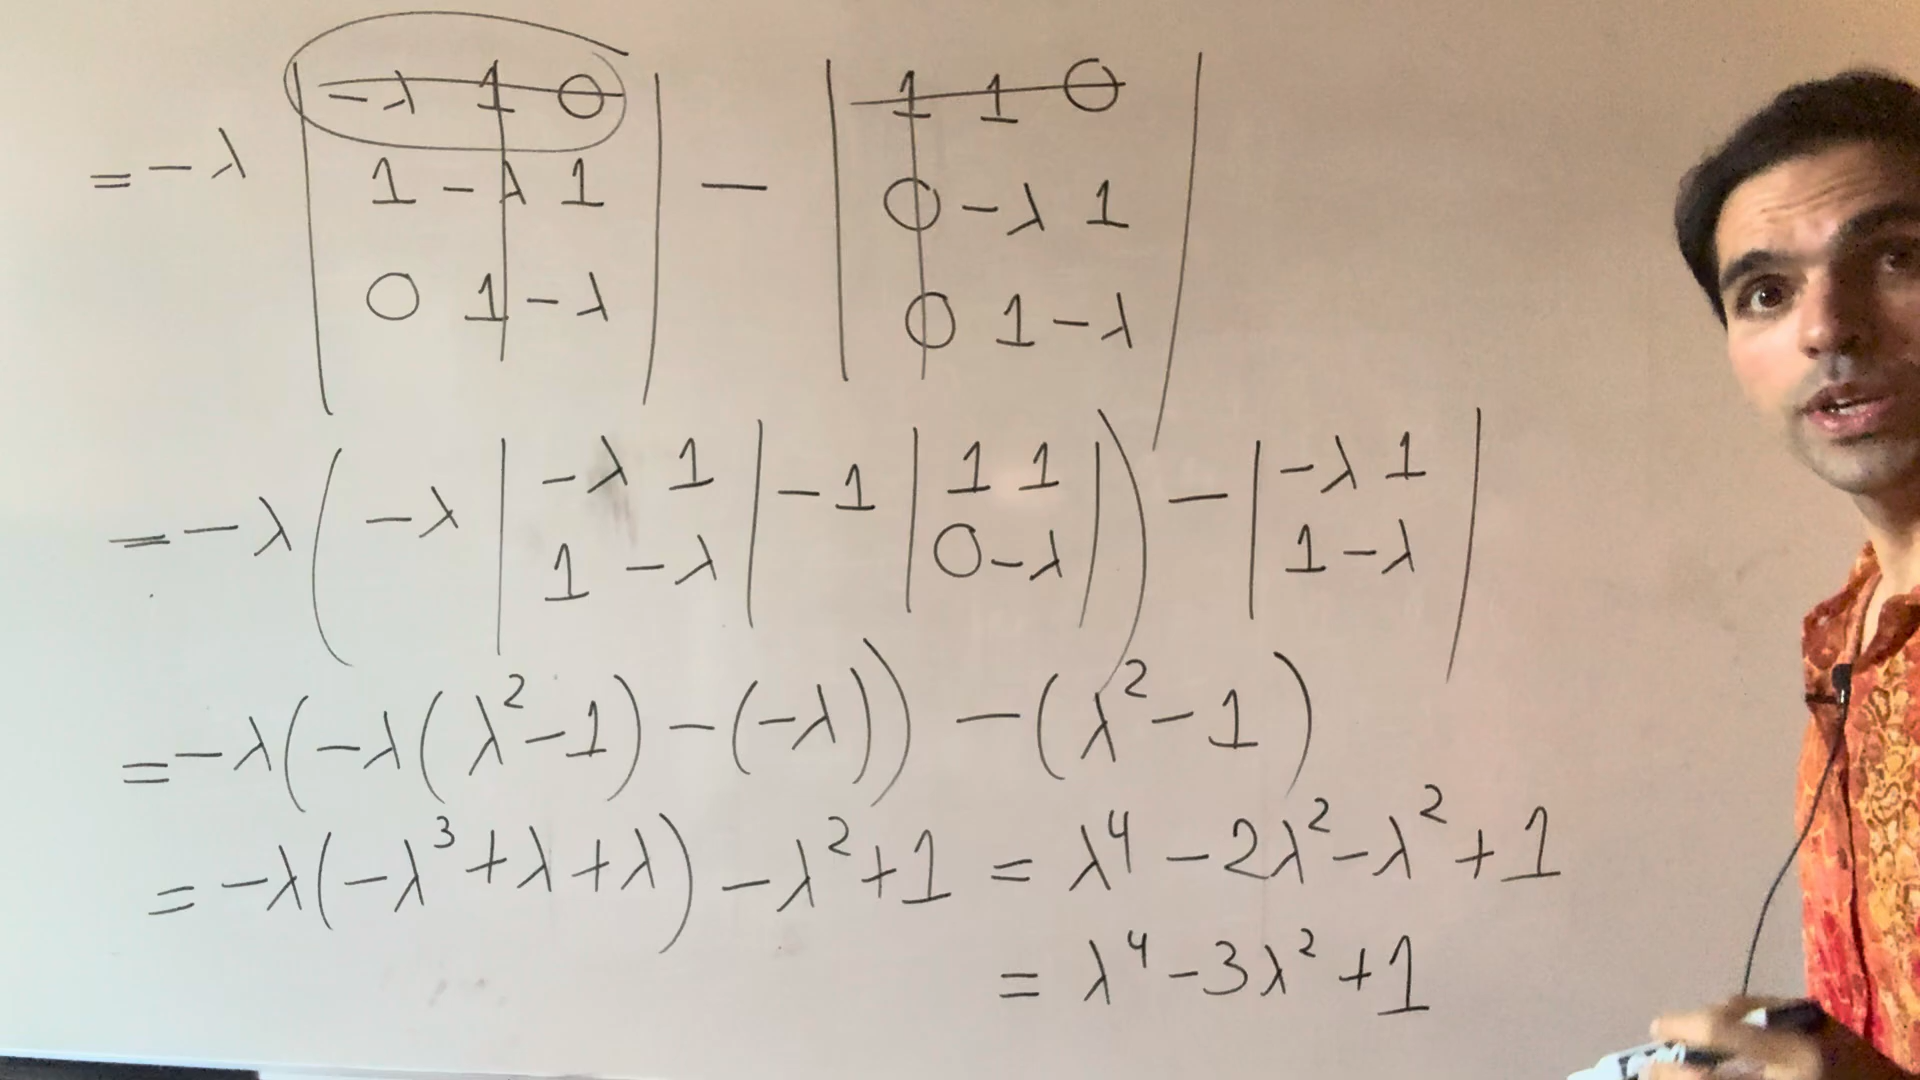 = -λ | -λ 1 0 | - | 1 1 0 |
1 -λ 1 0 -λ 1
0 1 -λ 0 1 -λ
= -λ ( -λ | -λ 1 | -1 | 1 1 | ) - | -λ 1 |
1 -λ 0 -λ 1 -λ
= -λ(-λ(λ²-1)-(-λ)) - (λ²-1)
= -λ(-λ³+λ+λ) - λ²+1 = λ⁴ - 2λ² - λ² + 1
= λ⁴ - 3λ² + 1